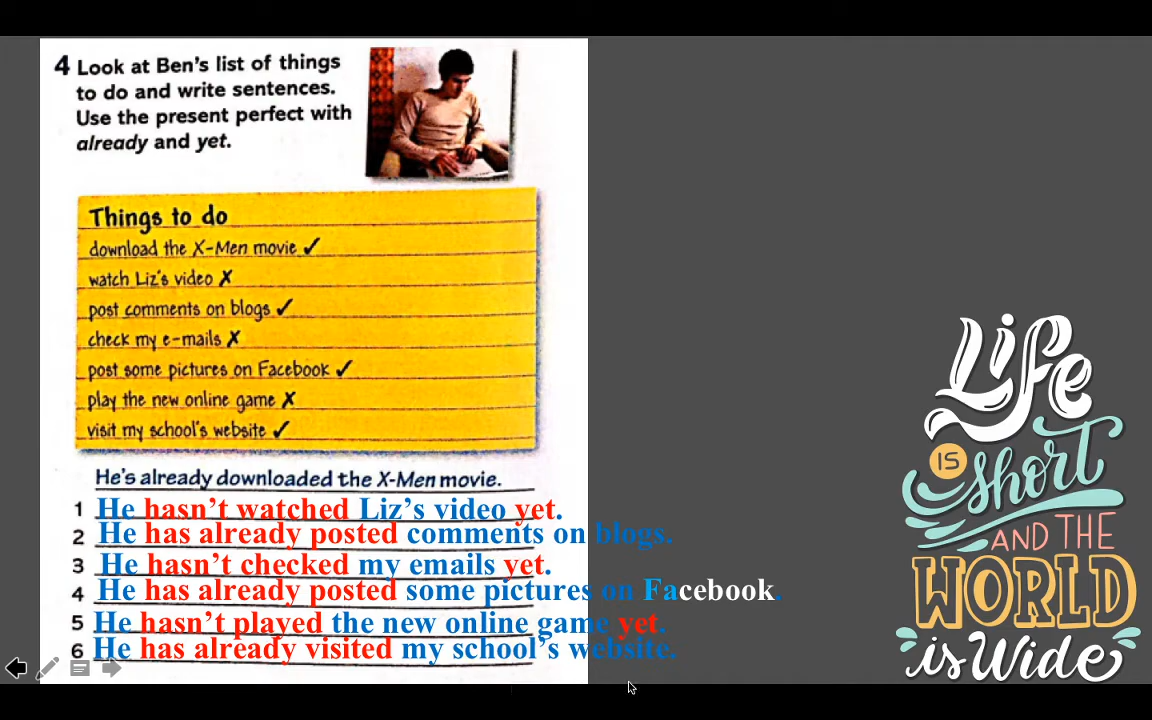 4 Look at Ben's list of things
to do and write sentences.
Use the present perfect with
already and yet.
Things to do
download the X-Men movie ✓
watch Liz's video ✗
post comments on blogs ✓
check my e-mails ✗
post some pictures on Facebook ✓
play the new online game ✗
visit my school's website ✓
He's already downloaded the X-Men movie.
1 He hasn't watched Liz's video yet.
2 He has already posted comments on blogs.
3 He hasn't checked my emails yet.
4 He has already posted some pictures on Facebook.
5 He hasn't played the new online game yet.
6 He has already visited my school's website.
Life
IS
short
AND THE
WORLD
is Wide